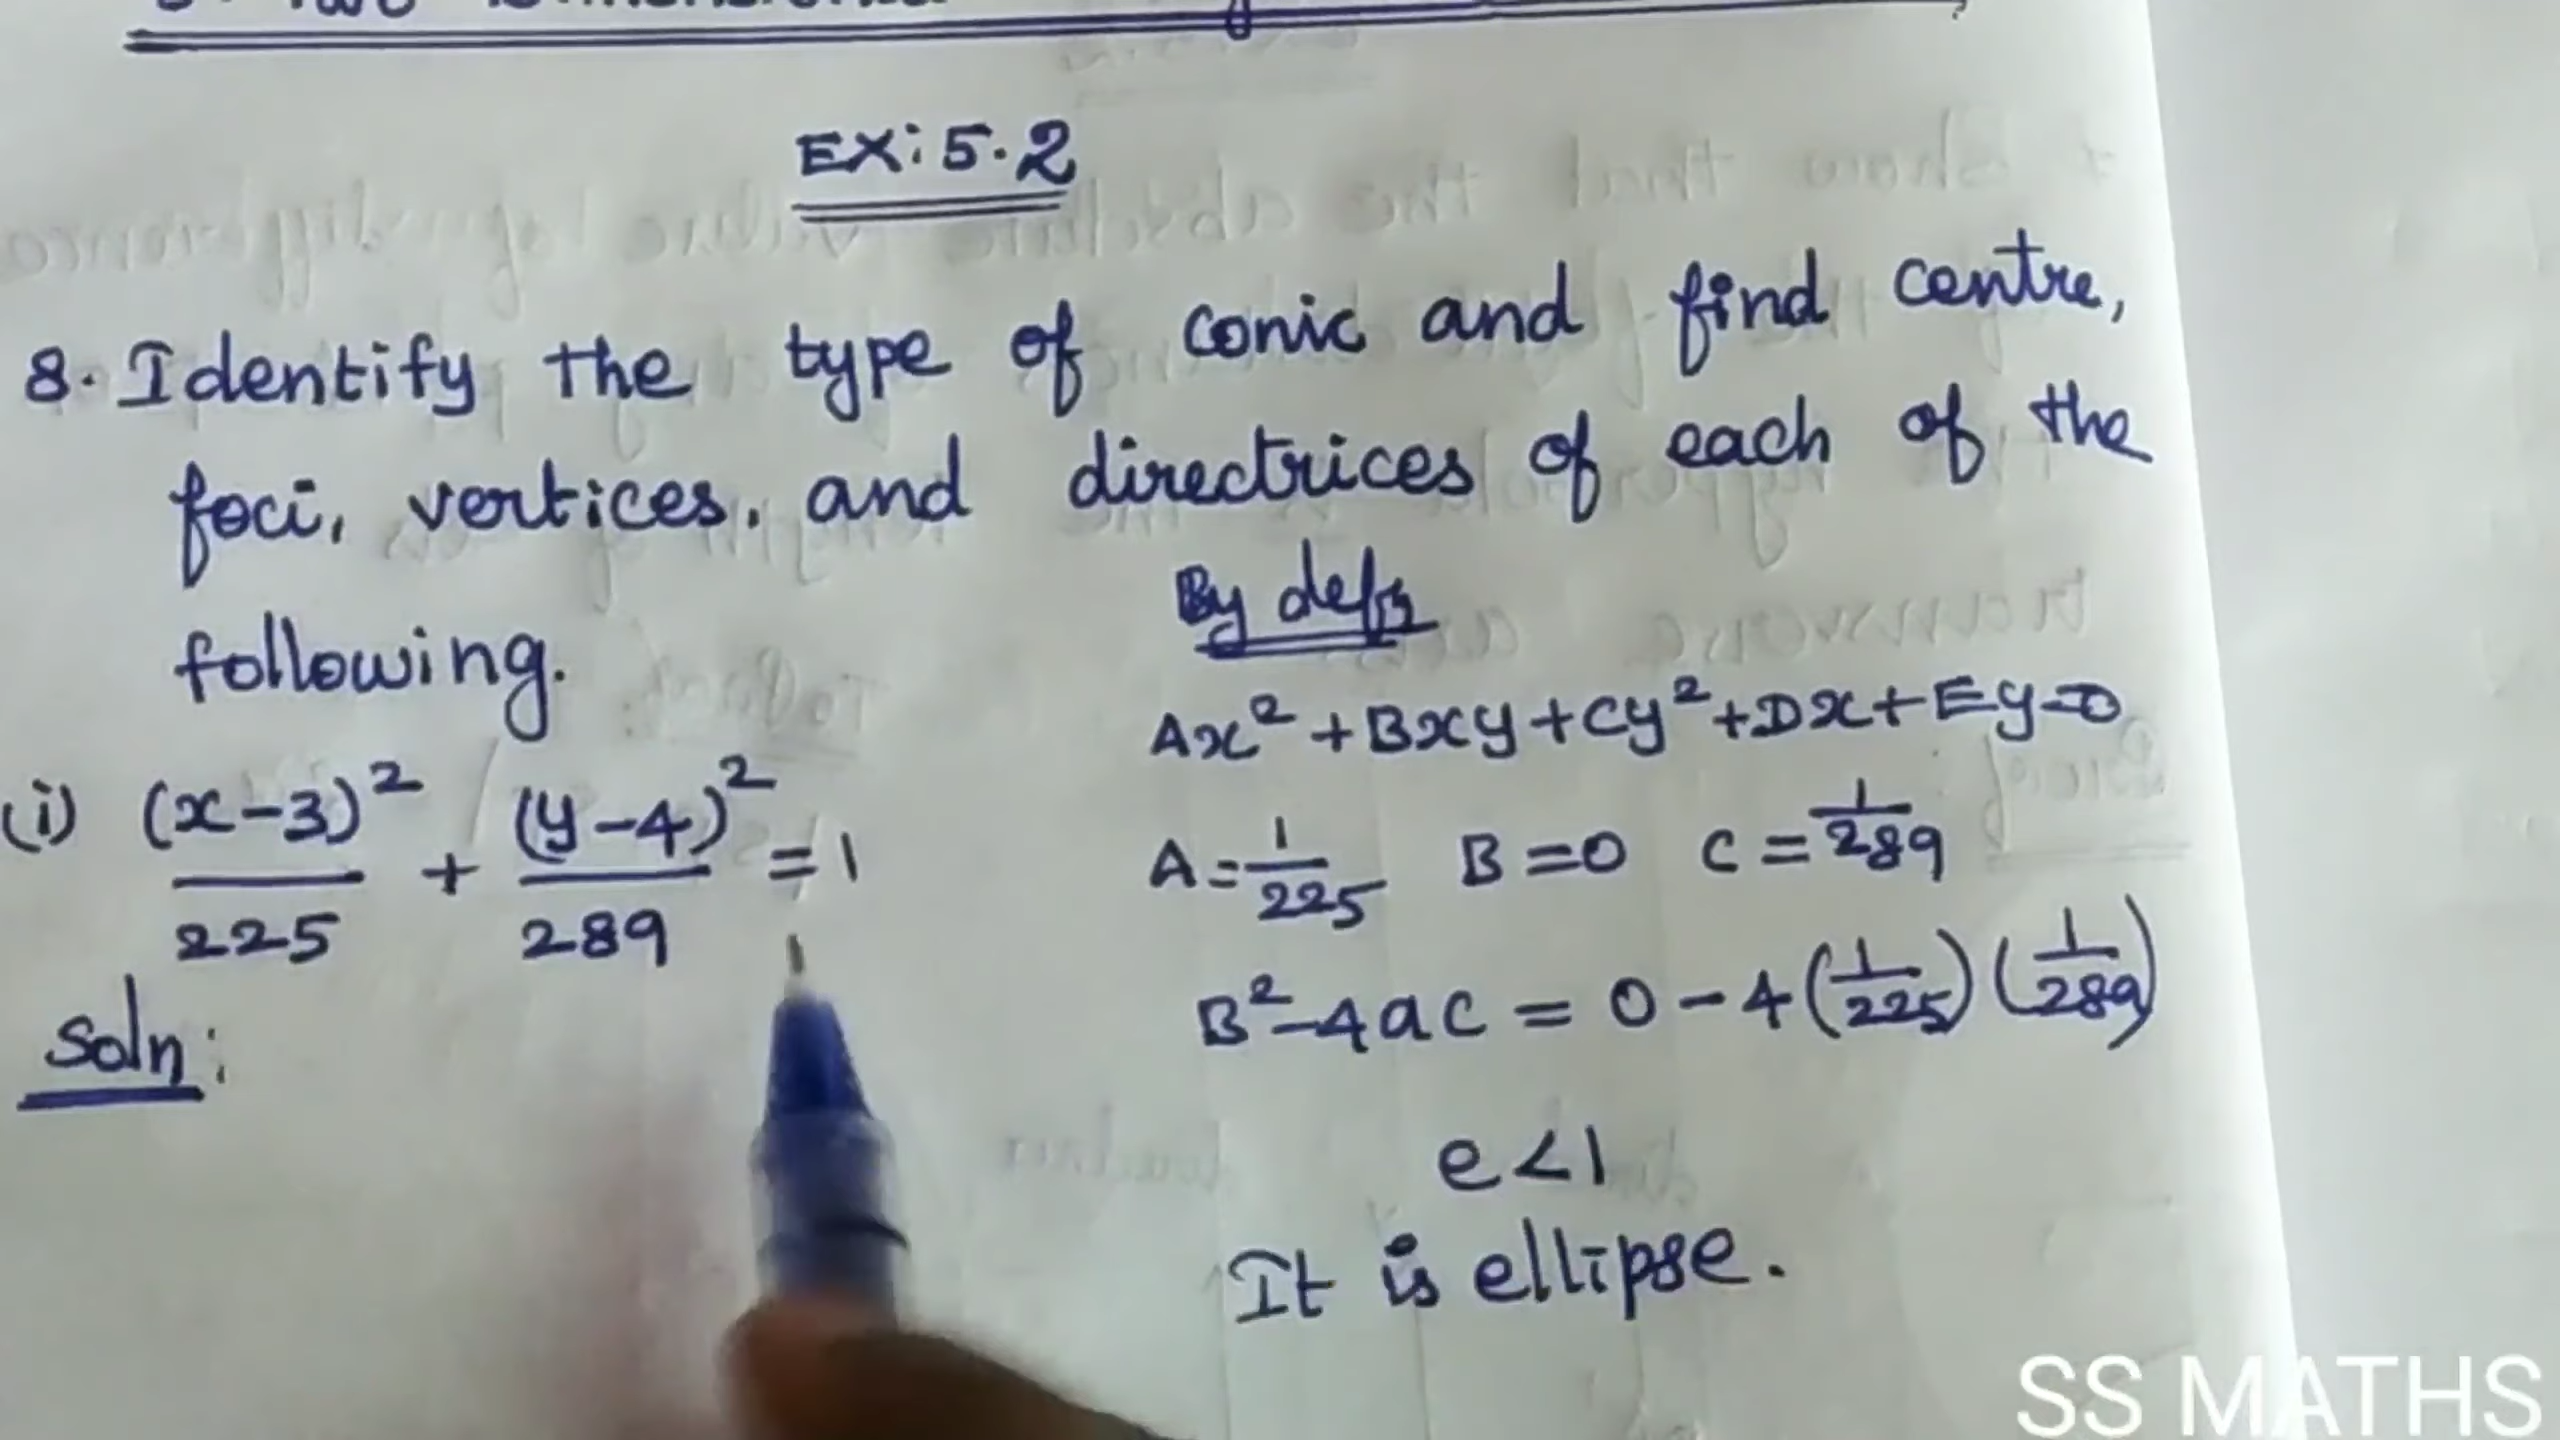 EX: 5.2
8. Identify the type of conic and find centre,
foci, vertices, and directrices of each of the
following.
By defn
Ax² + Bxy + Cy² + Dx + Ey = 0
(i) (x-3)²/225 + (y-4)²/289 = 1
A = 1/225 B = 0 C = 1/289
B² - 4ac = 0 - 4(1/225)(1/289)
Soln:
e < 1
It is ellipse.
SS MATHS